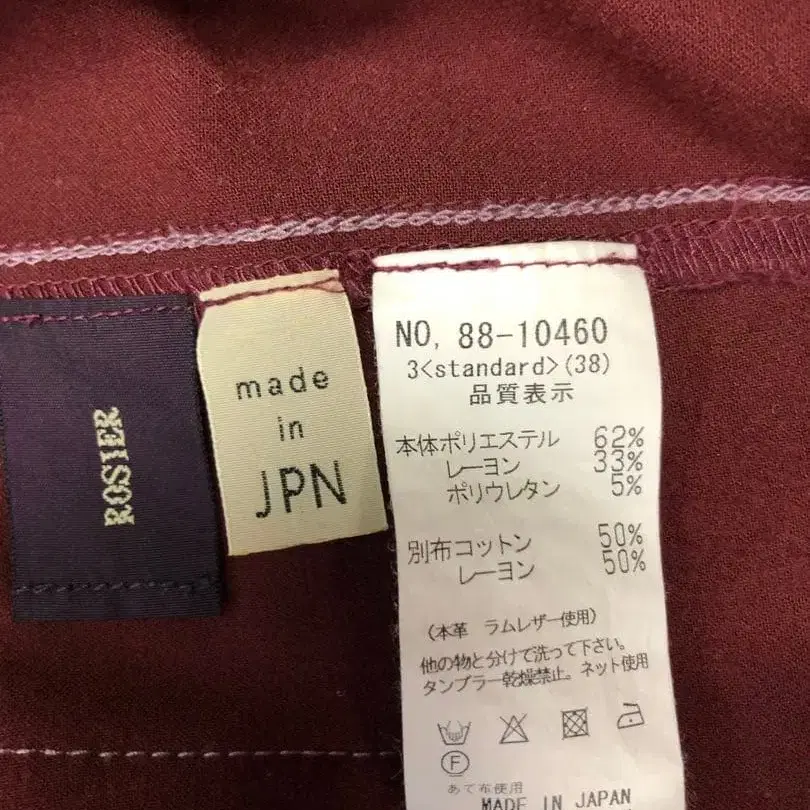 ROSIER
made
in
JPN
NO, 88-10460
3<standard>(38)
品質表示
本体ポリエステル 62%
レーヨン 33%
ポリウレタン 5%
別布コットン 50%
レーヨン 50%
(本革 ラムレザー使用)
他の物と分けて洗って下さい。
タンブラー乾燥禁止。ネット使用
F
あて布使用
MADE IN JAPAN